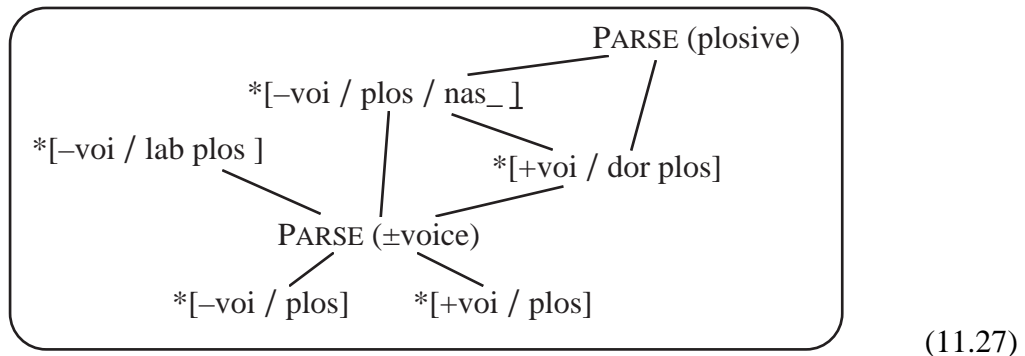 PARSE (plosive)
*[–voi / plos / nas_ ]
*[–voi / lab plos ]
*[+voi / dor plos]
PARSE (±voice)
*[–voi / plos] *[+voi / plos]
(11.27)